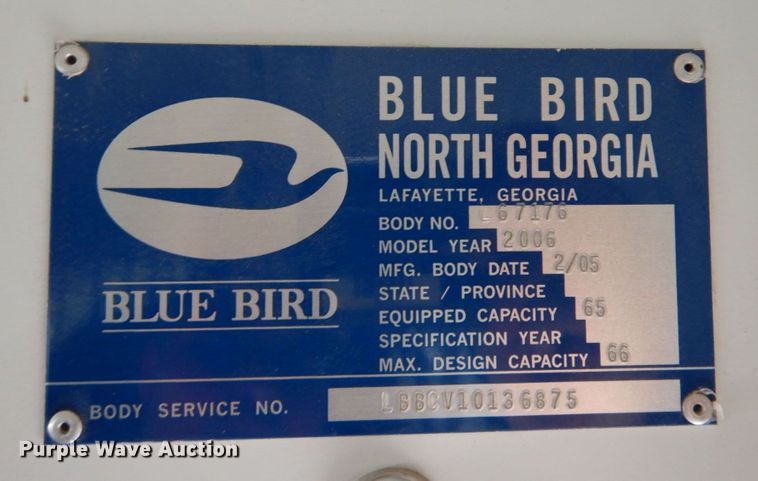 BLUE BIRD
NORTH GEORGIA
LAFAYETTE, GEORGIA
BODY NO. L67176
MODEL YEAR 2006
MFG. BODY DATE 2/05
STATE / PROVINCE
EQUIPPED CAPACITY 65
SPECIFICATION YEAR
MAX. DESIGN CAPACITY 66
BLUE BIRD
BODY SERVICE NO. LBBCV10136875
Purple Wave Auction